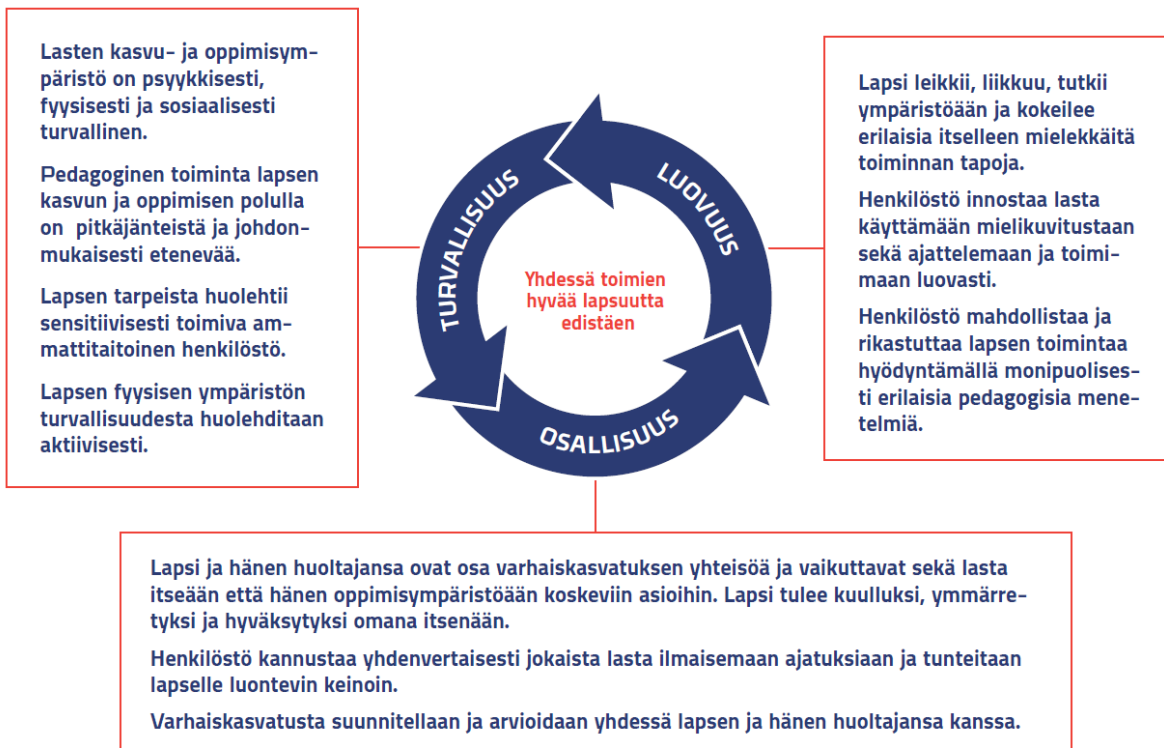 Lasten kasvu- ja oppimisym-
päristö on psyykkisesti,
fyysisesti ja sosiaalisesti
turvallinen.
Pedagoginen toiminta lapsen
kasvun ja oppimisen polulla
on pitkäjänteistä ja johdon-
mukaisesti etenevää.
Lapsen tarpeista huolehtii
sensitiivisesti toimiva am-
mattitaitoinen henkilöstö.
Lapsen fyysisen ympäristön
turvallisuudesta huolehditaan
aktiivisesti.
TURVALLISUUS
LUOVUUS
OSALLISUUS
Yhdessä toimien
hyvää lapsuutta
edistäen
Lapsi leikkii, liikkuu, tutkii
ympäristöään ja kokeilee
erilaisia itselleen mielekkäitä
toiminnan tapoja.
Henkilöstö innostaa lasta
käyttämään mielikuvitustaan
sekä ajattelemaan ja toimi-
maan luovasti.
Henkilöstö mahdollistaa ja
rikastuttaa lapsen toimintaa
hyödyntämällä monipuolises-
ti erilaisia pedagogisia mene-
telmiä.
Lapsi ja hänen huoltajansa ovat osa varhaiskasvatuksen yhteisöä ja vaikuttavat sekä lasta
itseään että hänen oppimisympäristöään koskeviin asioihin. Lapsi tulee kuulluksi, ymmärre-
tyksi ja hyväksytyksi omana itsenään.
Henkilöstö kannustaa yhdenvertaisesti jokaista lasta ilmaisemaan ajatuksiaan ja tunteitaan
lapselle luontevin keinoin.
Varhaiskasvatusta suunnitellaan ja arvioidaan yhdessä lapsen ja hänen huoltajansa kanssa.